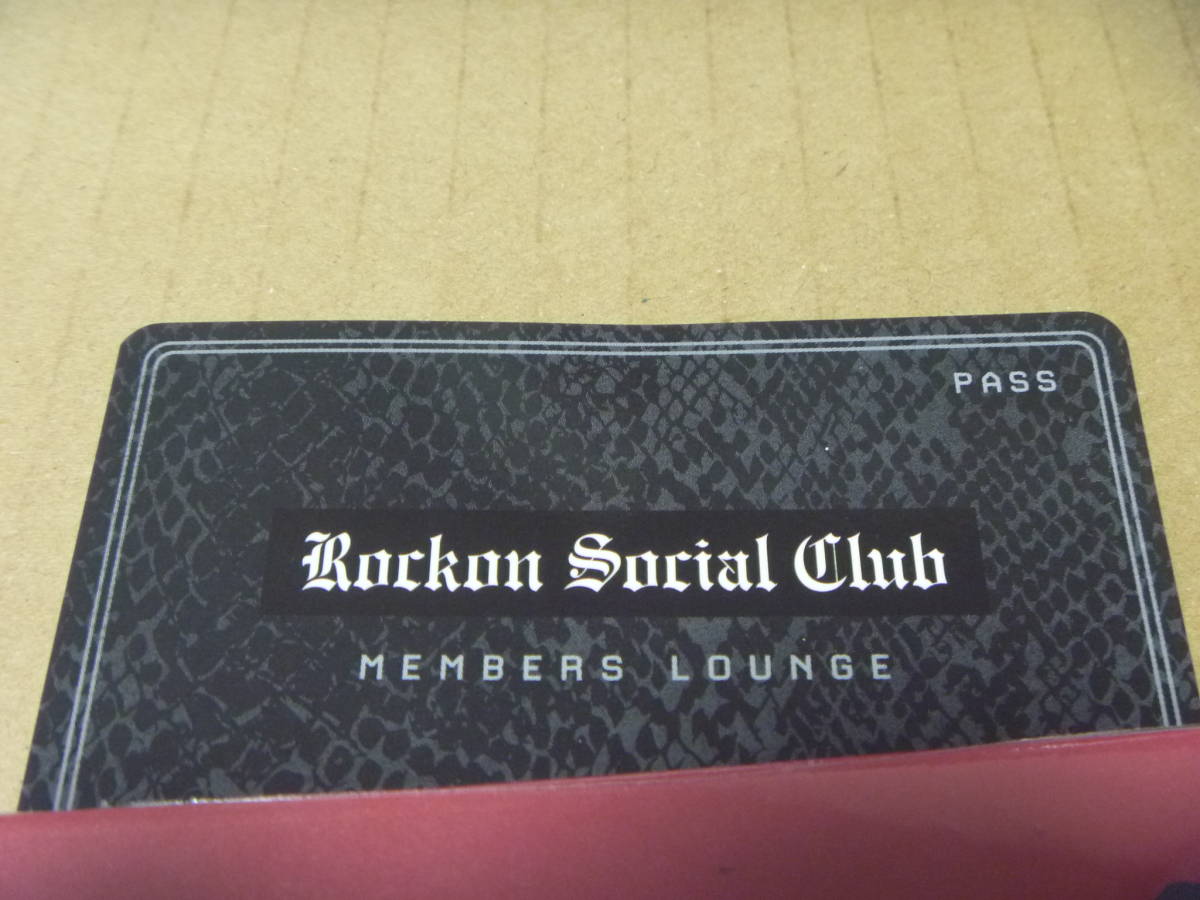 PASS
Rockon Social Club
MEMBERS LOUNGE